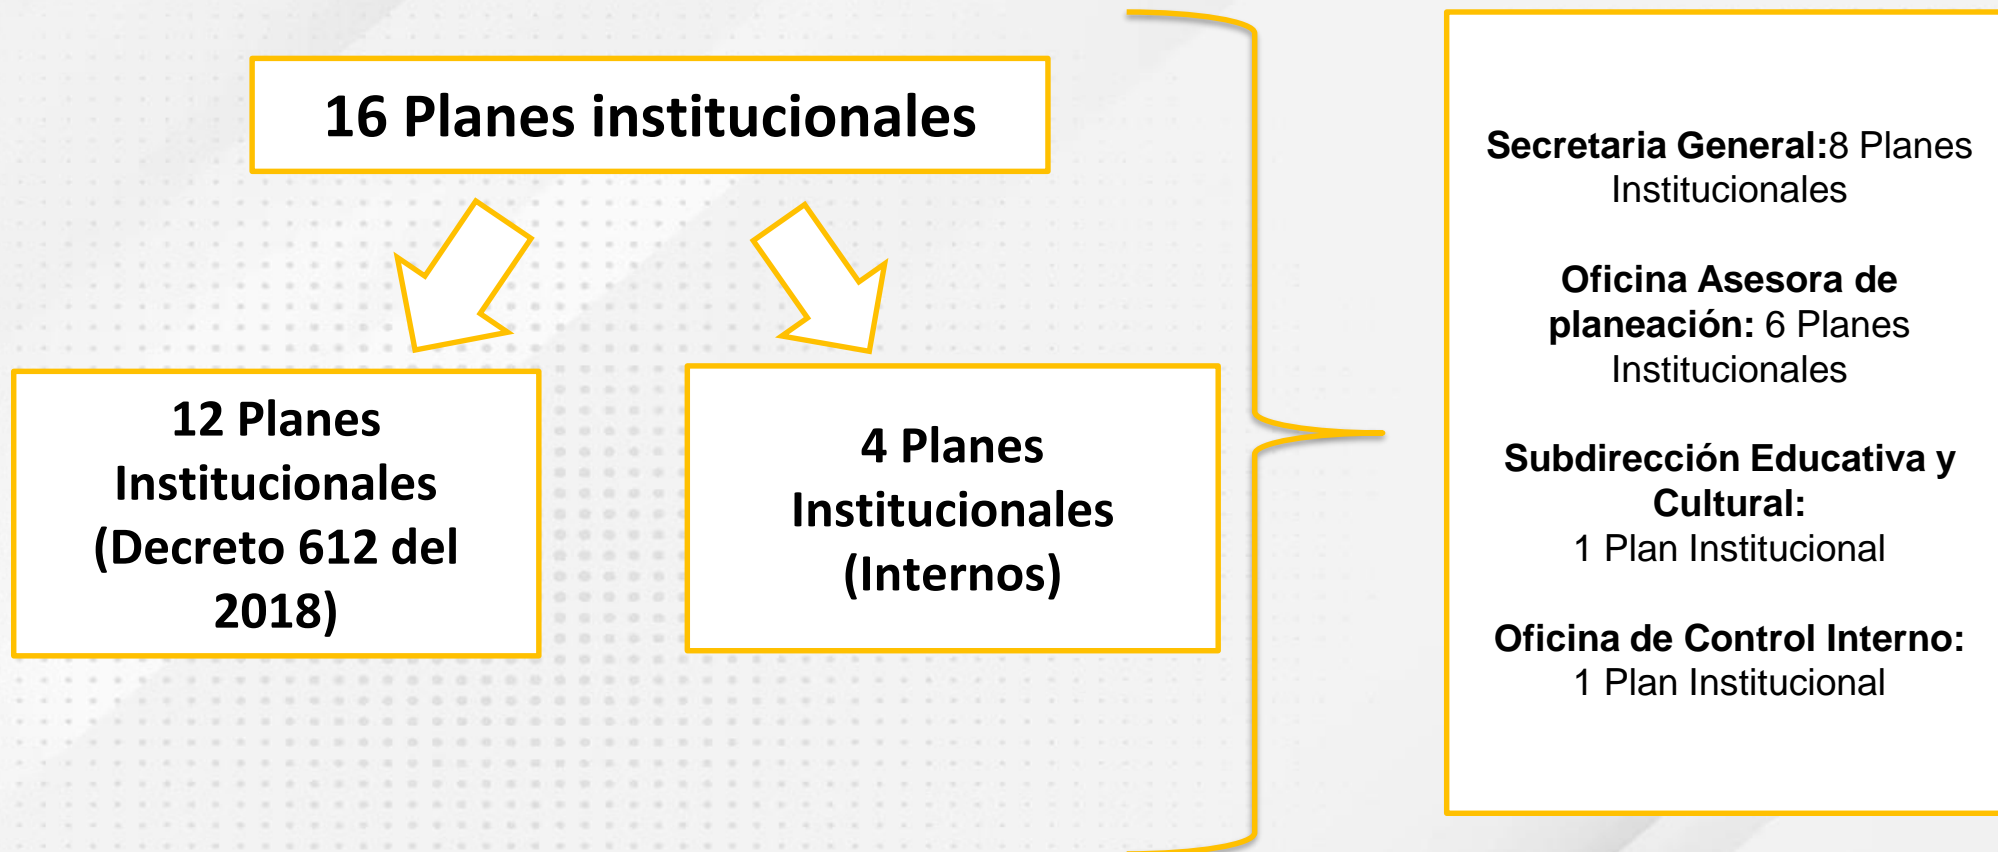 16 Planes institucionales
12 Planes
Institucionales
(Decreto 612 del
2018)
4 Planes
Institucionales
(Internos)
Secretaria General:8 Planes
Institucionales
Oficina Asesora de
planeación: 6 Planes
Institucionales
Subdirección Educativa y
Cultural:
1 Plan Institucional
Oficina de Control Interno:
1 Plan Institucional